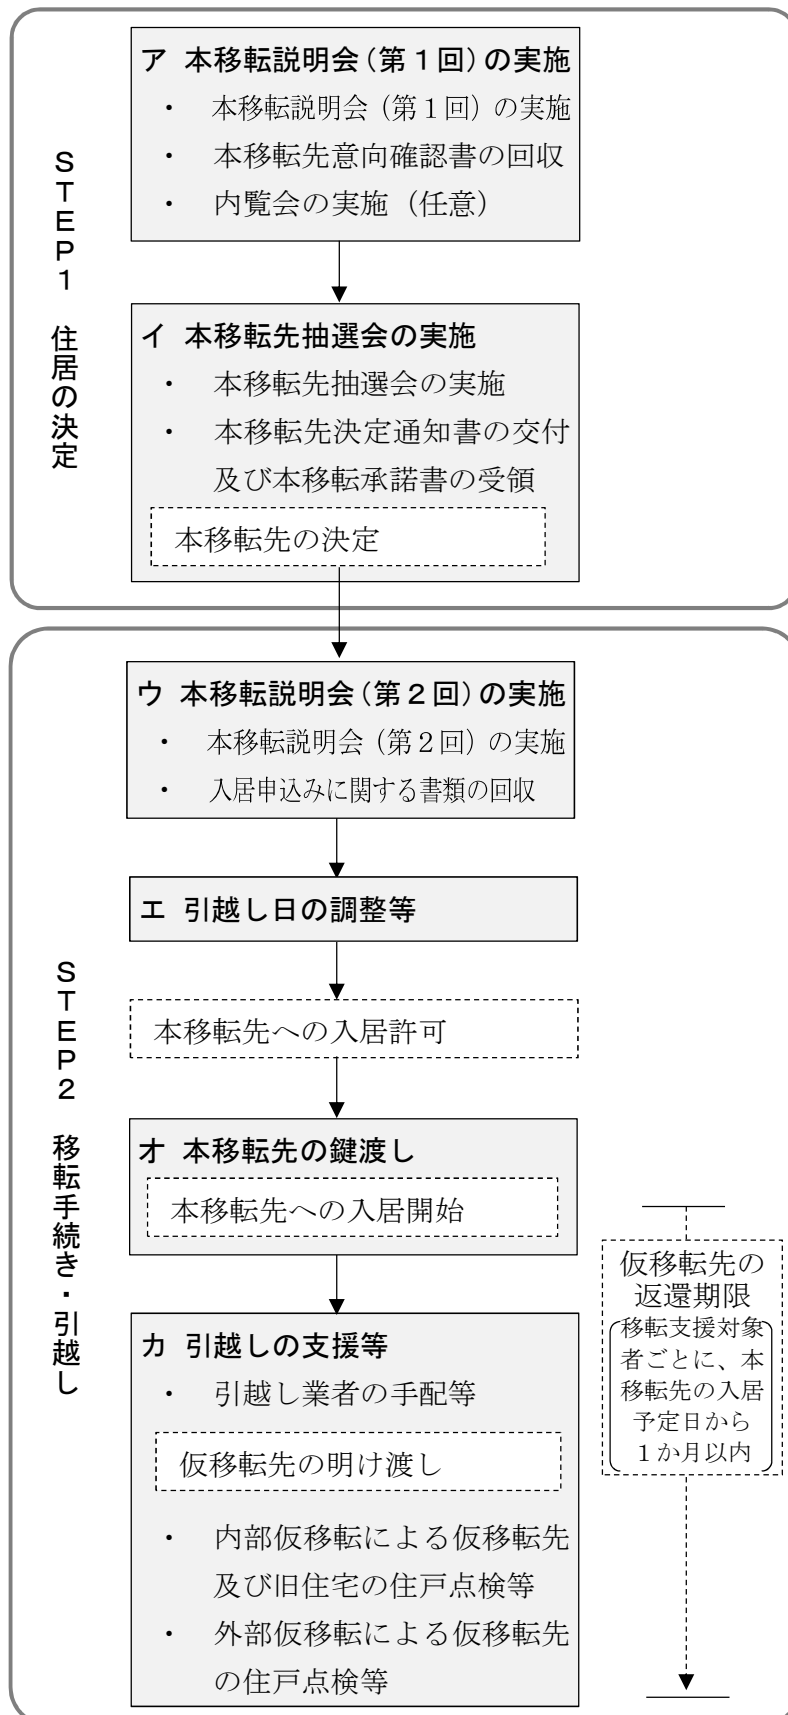 STEP1 住居の決定
ア 本移転説明会(第1回)の実施
・ 本移転説明会(第1回)の実施
・ 本移転先意向確認書の回収
・ 内覧会の実施(任意)
イ 本移転先抽選会の実施
・ 本移転先抽選会の実施
・ 本移転先決定通知書の交付
及び本移転承諾書の受領
本移転先の決定
STEP2 移転手続き・引越し
ウ 本移転説明会(第2回)の実施
・ 本移転説明会(第2回)の実施
・ 入居申込みに関する書類の回収
エ 引越し日の調整等
本移転先への入居許可
オ 本移転先の鍵渡し
本移転先への入居開始
カ 引越しの支援等
・ 引越し業者の手配等
仮移転先の明け渡し
・ 内部仮移転による仮移転先
及び旧住宅の住戸点検等
・ 外部仮移転による仮移転先
の住戸点検等
仮移転先の
返還期限
移転支援対象
者ごとに、本
移転先の入居
予定日から
1か月以内